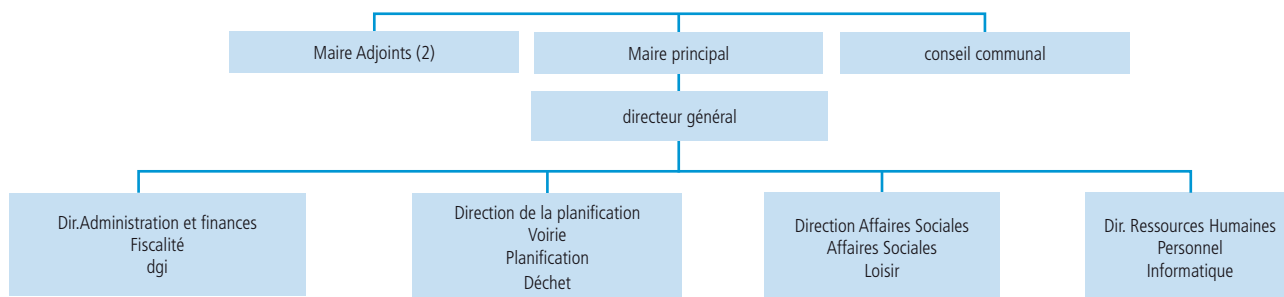 Maire Adjoints (2)
Maire principal
conseil communal
directeur général
Dir.Administration et finances
Fiscalité
dgi
Direction de la planification
Voirie
Planification
Déchet
Direction Affaires Sociales
Affaires Sociales
Loisir
Dir. Ressources Humaines
Personnel
Informatique